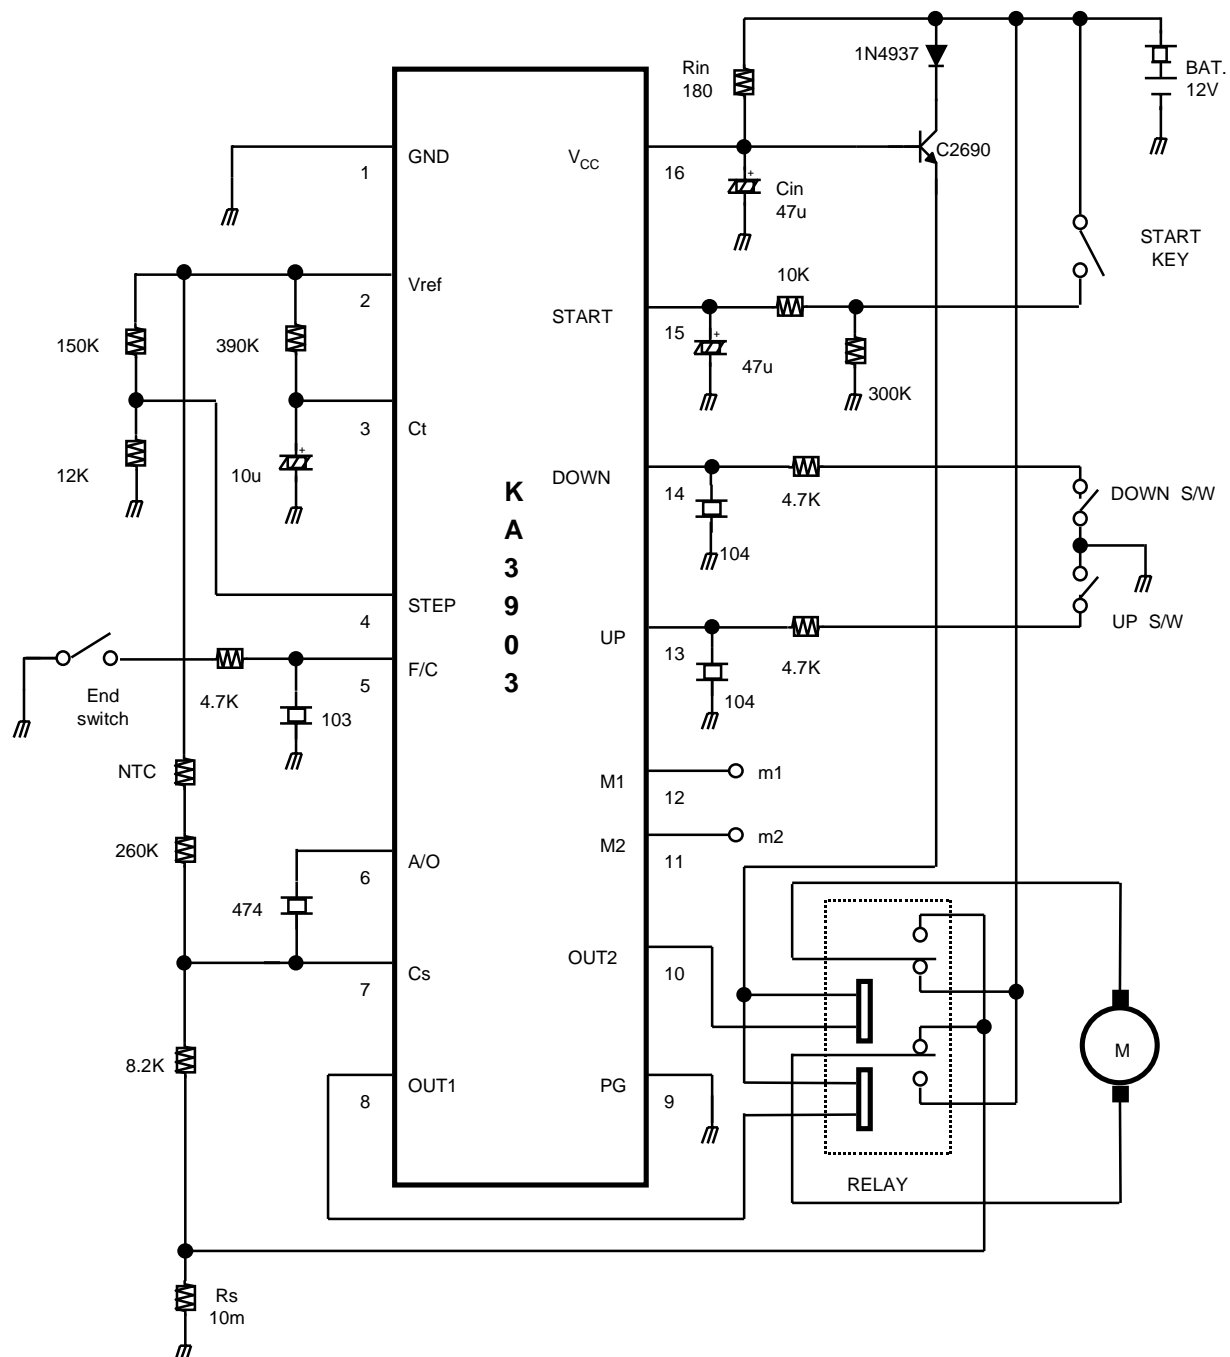 1N4937
Rin
180
BAT.
12V
GND
1
VCC
16
C2690
Cin
47u
START
KEY
Vref
2
10K
START
15
47u
150K
390K
300K
3
Ct
12K
10u
DOWN
14
4.7K
DOWN S/W
K
A
3
9
0
3
104
STEP
4
UP
13
4.7K
UP S/W
F/C
5
End
switch
4.7K
103
104
NTC
M1
12
m1
M2
11
m2
260K
A/O
6
474
OUT2
10
Cs
7
8.2K
M
OUT1
8
PG
9
RELAY
Rs
10m